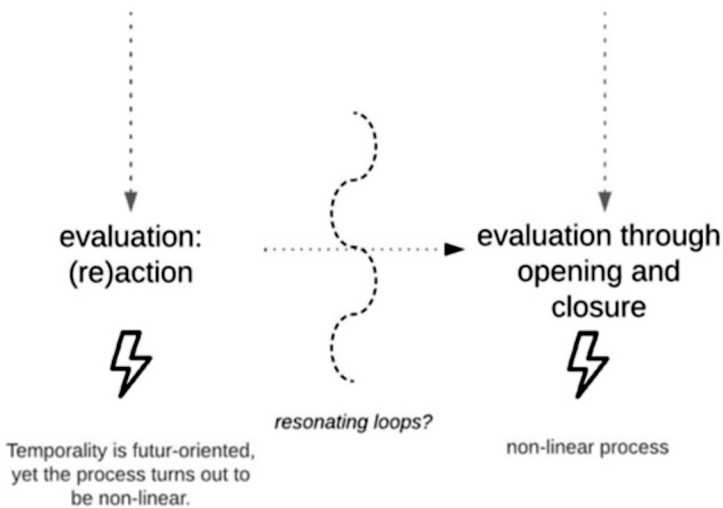 evaluation:
(re)action
evaluation through
opening and
closure
resonating loops?
Temporality is futur-oriented,
yet the process turns out to
be non-linear.
non-linear process